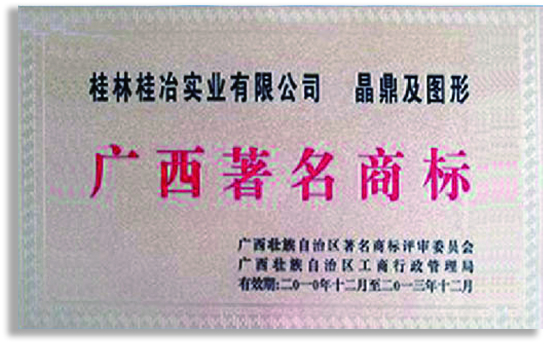 桂林桂冶实业有限公司 晶鼎及图形
广西著名商标
广西壮族自治区著名商标评审委员会
广西壮族自治区工商行政管理局
有效期:二0一0年十二月至二0一三年十二月